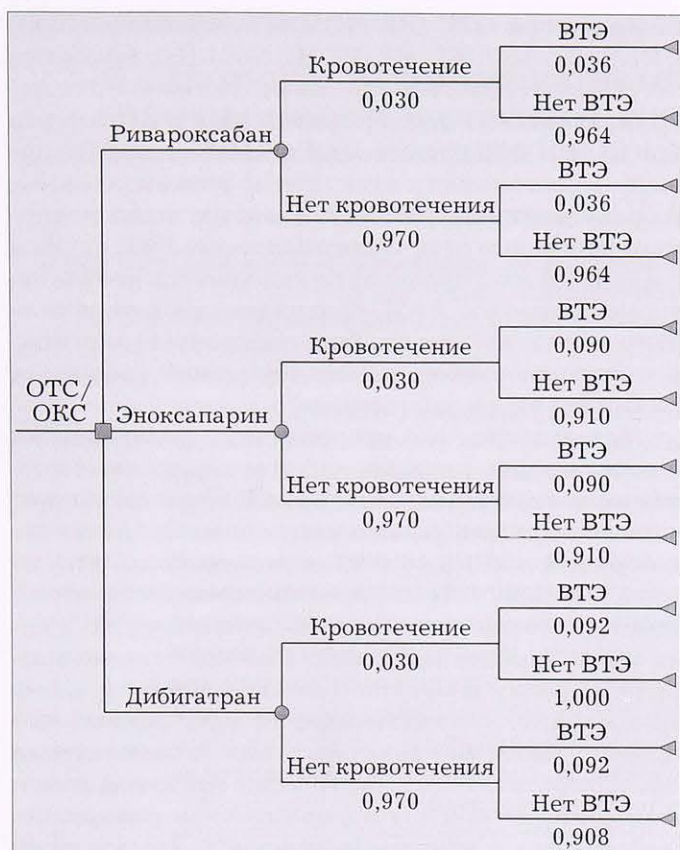 ВТЭ
0,036
Кровотечение
0,030
Нет ВТЭ
0,964
Ривароксабан
ВТЭ
0,036
Нет кровотечения
0,970
Нет ВТЭ
0,964
ВТЭ
0,090
Кровотечение
0,030
Нет ВТЭ
0,910
ОТС/
ОКС
Эноксапарин
ВТЭ
0,090
Нет кровотечения
0,970
Нет ВТЭ
0,910
ВТЭ
0,092
Кровотечение
0,030
Нет ВТЭ
1,000
Дибигатран
ВТЭ
0,092
Нет кровотечения
0,970
Нет ВТЭ
0,908